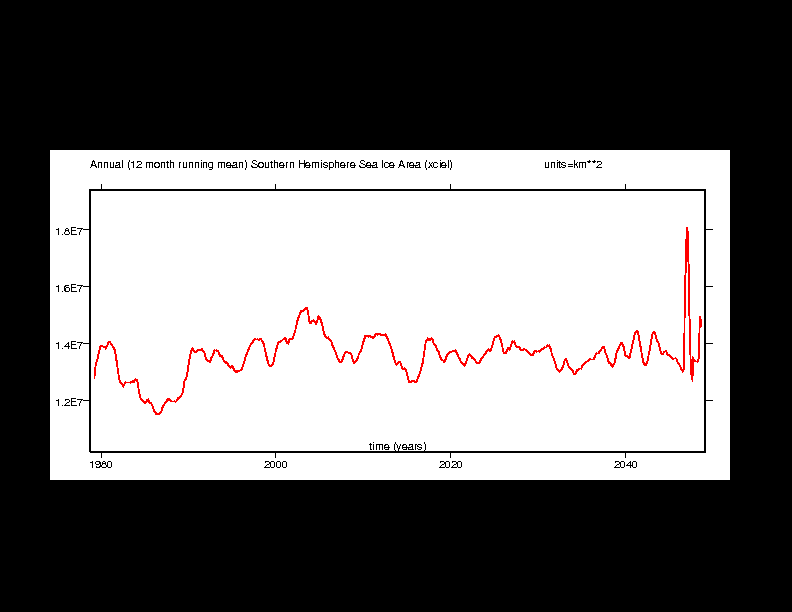 Annual (12 month running mean) Southern Hemisphere Sea Ice Area (xciel) units=km**2
1.8E7
1.6E7
1.4E7
1.2E7
time (years)
1980 2000 2020 2040